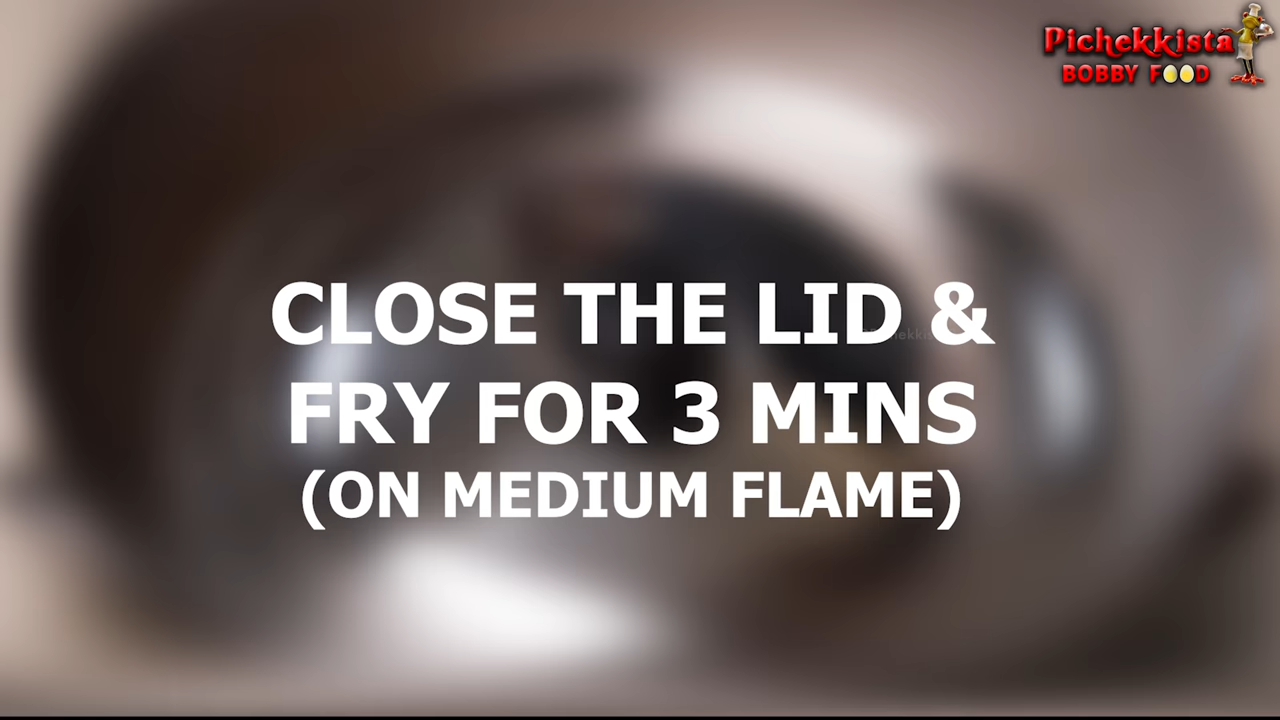 Pichekkista
BOBBY FOOD
CLOSE THE LID &
FRY FOR 3 MINS
(ON MEDIUM FLAME)